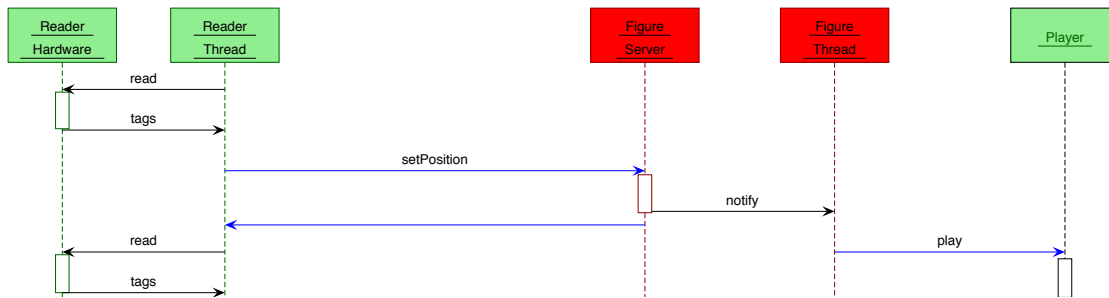 Reader
Hardware
Reader
Thread
Figure
Server
Figure
Thread
Player
read
tags
setPosition
notify
read
play
tags